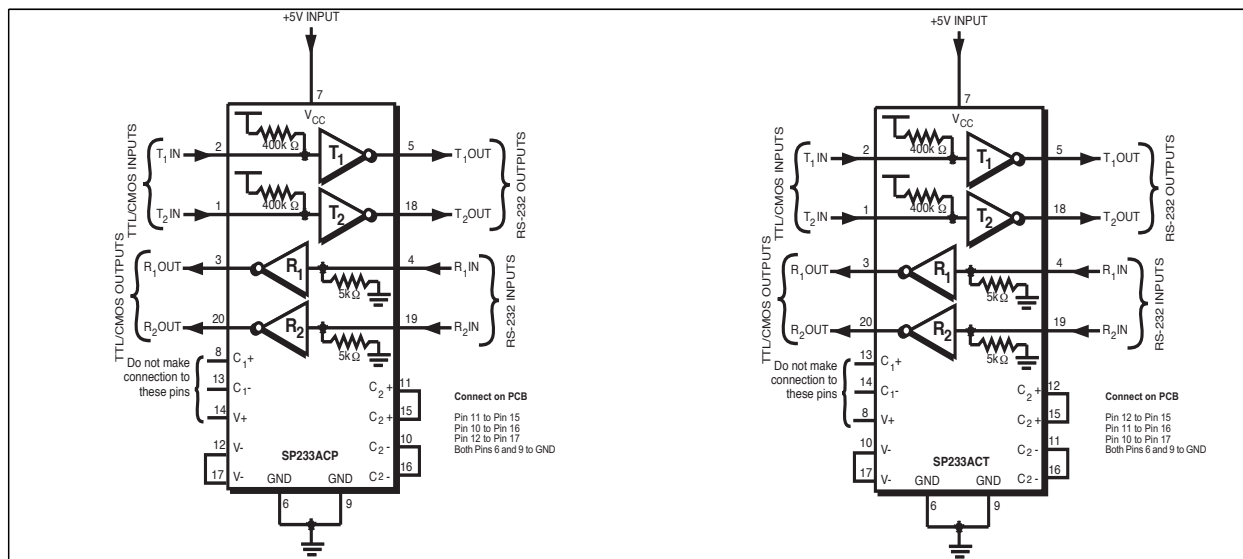 +5V INPUT
7
VCC
400k Ω
T1
400k Ω
T2
R1
5kΩ
R2
5kΩ
TTL/CMOS INPUTS
T1IN
2
T2IN
1
5
T1OUT
18
T2OUT
RS-232 OUTPUTS
TTL/CMOS OUTPUTS
R1OUT
3
R2OUT
20
4
R1IN
19
R2IN
RS-232 INPUTS
Do not make
connection to
these pins
8
C1+
13
C1-
14
V+
12
V-
17
V-
C2+
11
C2+
15
C2-
10
C2-
16
SP233ACP
GND
GND
6
9
Connect on PCB
Pin 11 to Pin 15
Pin 10 to Pin 16
Pin 12 to Pin 17
Both Pins 6 and 9 to GND
+5V INPUT
7
VCC
400k Ω
T1
400k Ω
T2
R1
5kΩ
R2
5kΩ
TTL/CMOS INPUTS
T1IN
2
T2IN
1
5
T1OUT
18
T2OUT
RS-232 OUTPUTS
TTL/CMOS OUTPUTS
R1OUT
3
R2OUT
20
4
R1IN
19
R2IN
RS-232 INPUTS
Do not make
connection to
these pins
13
C1+
14
C1-
8
V+
10
V-
17
V-
C2+
12
C2+
15
C2-
11
C2-
16
SP233ACT
GND
GND
6
9
Connect on PCB
Pin 12 to Pin 15
Pin 11 to Pin 16
Pin 10 to Pin 17
Both Pins 6 and 9 to GND